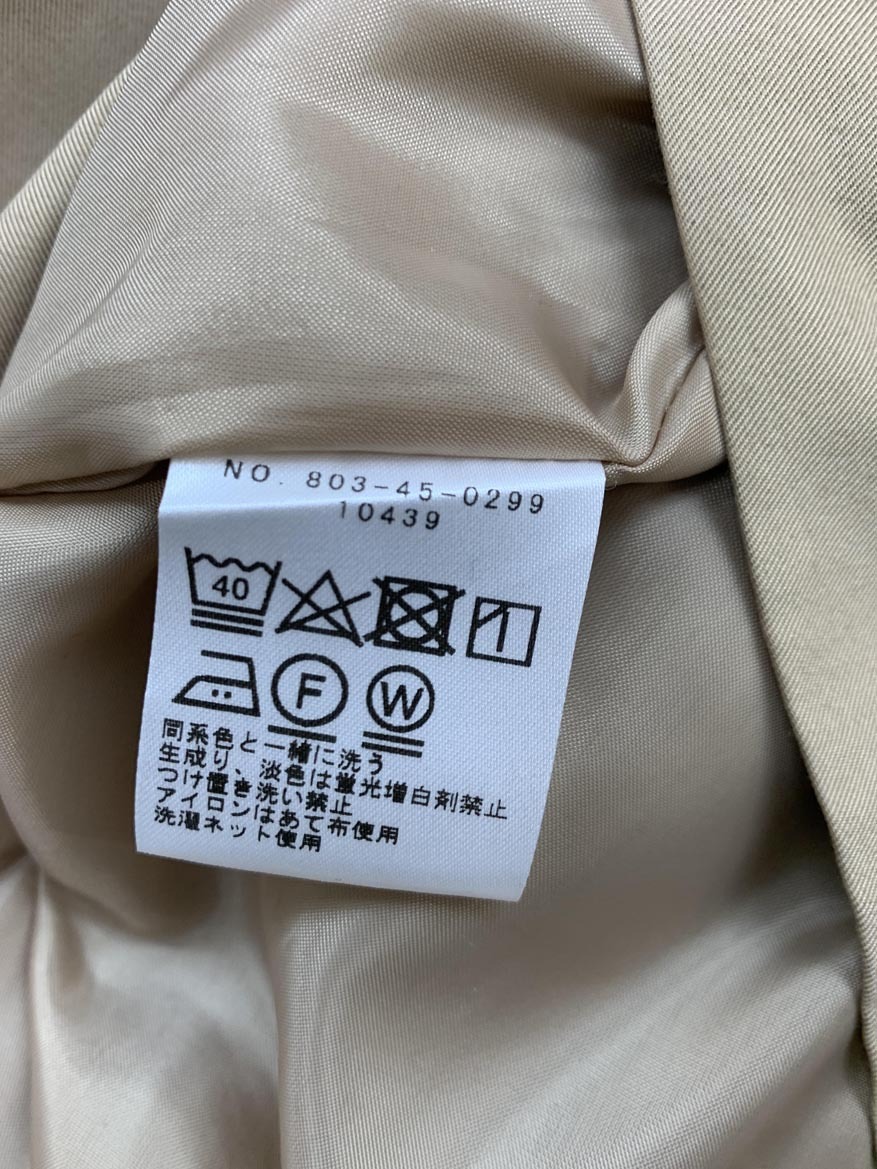 NO. 803-45-0299
10439
40
F W
同系色と一緒に洗う
生成り、淡色は蛍光増白剤禁止
つけ置き洗い禁止
アイロンはあて布使用
洗濯ネット使用